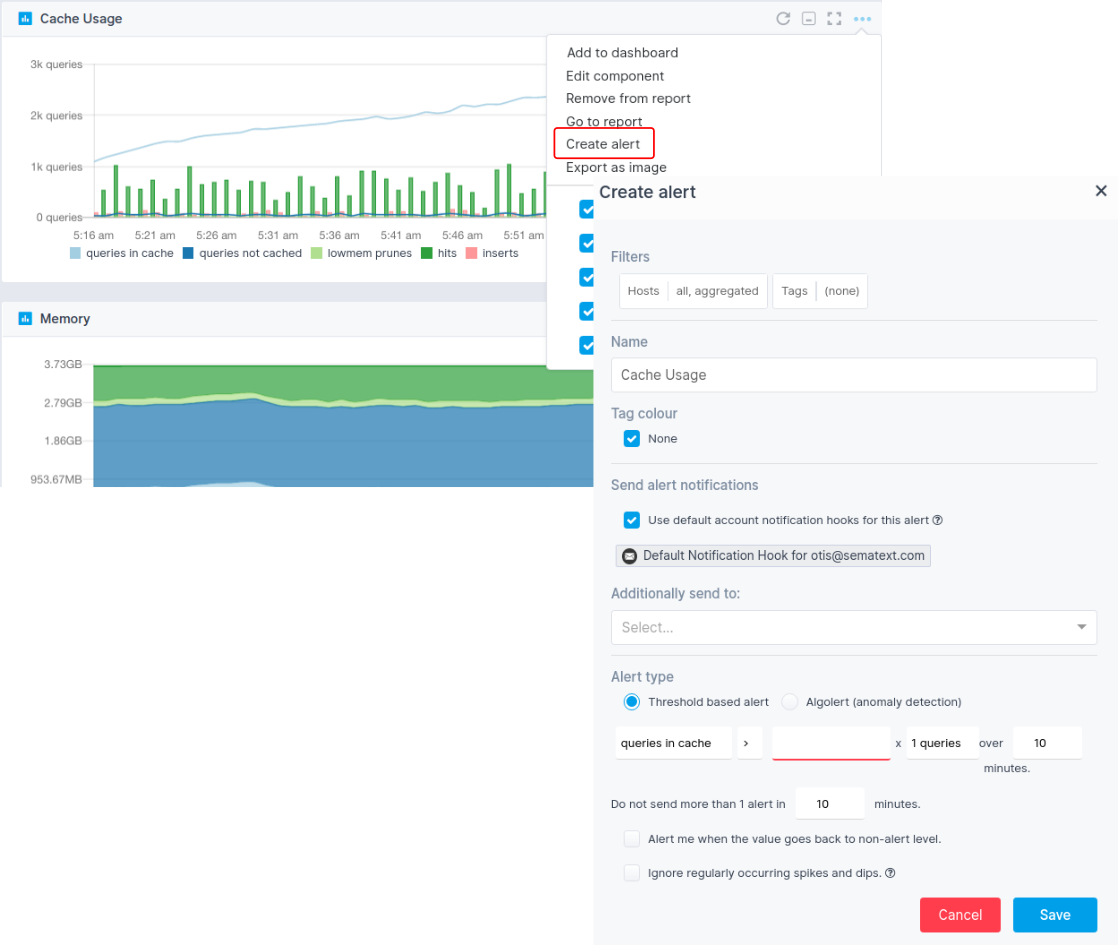 Cache Usage
3k queries
2k queries
1k queries
0 queries
5:16 am 5:21 am 5:26 am 5:31 am 5:36 am 5:41 am 5:46 am 5:51 am
queries in cache queries not cached lowmem prunes hits inserts
Add to dashboard
Edit component
Remove from report
Go to report
Create alert
Export as image
Memory
3.73GB
2.79GB
1.86GB
953.67MB
Create alert
Filters
Hosts all, aggregated Tags (none)
Name
Cache Usage
Tag colour
None
Send alert notifications
Use default account notification hooks for this alert
Default Notification Hook for otis@sematext.com
Additionally send to:
Select...
Alert type
Threshold based alert Algolert (anomaly detection)
queries in cache > x 1 queries over 10
minutes.
Do not send more than 1 alert in 10 minutes.
Alert me when the value goes back to non-alert level.
Ignore regularly occurring spikes and dips.
Cancel Save